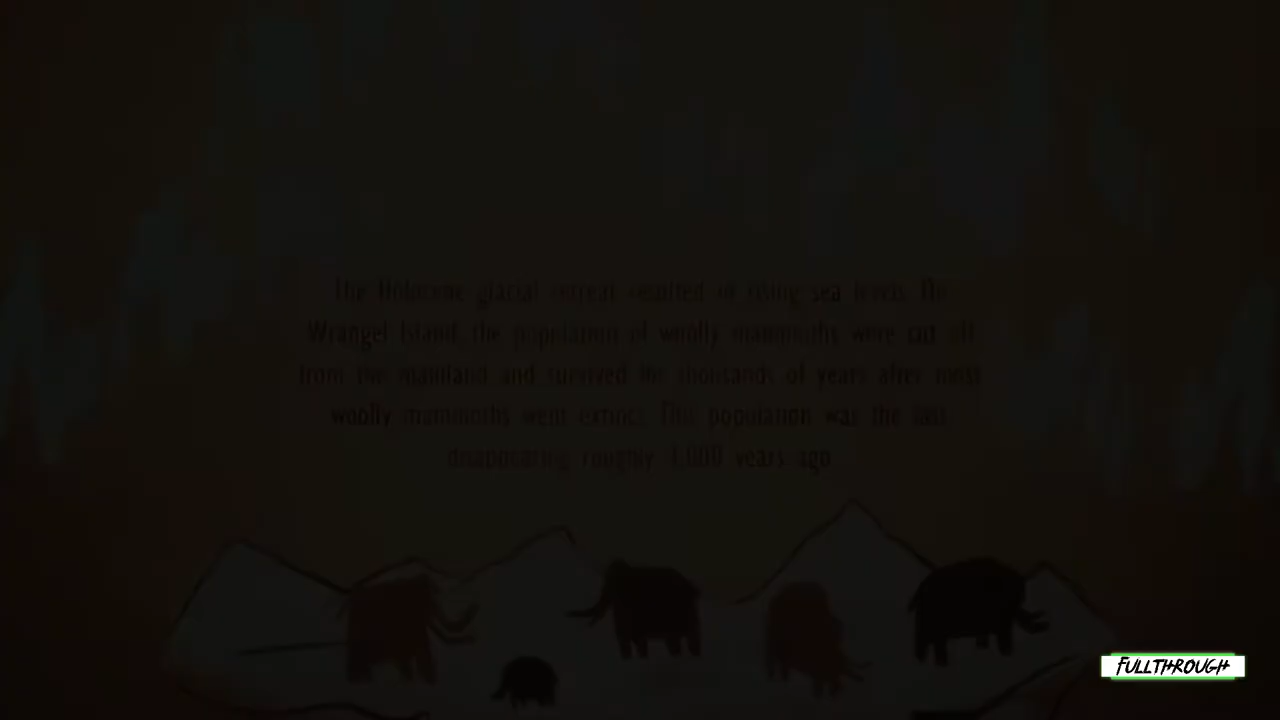 The Holocene glacial retreat resulted in rising sea levels. On
Wrangel Island, the population of woolly mammoths were cut off
from the mainland and survived for thousands of years after most
woolly mammoths went extinct. This population was the last
disappearing roughly years ago
FULLTHROUGH